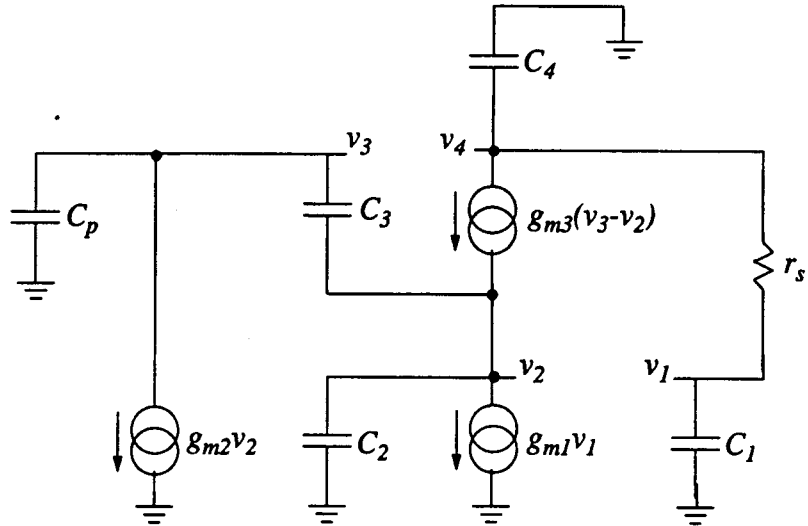 C₄
v₃
v₄
Cₚ
C₃
gₘ₃(v₃-v₂)
rₛ
v₂
v₁
gₘ₂v₂
C₂
gₘ₁v₁
C₁